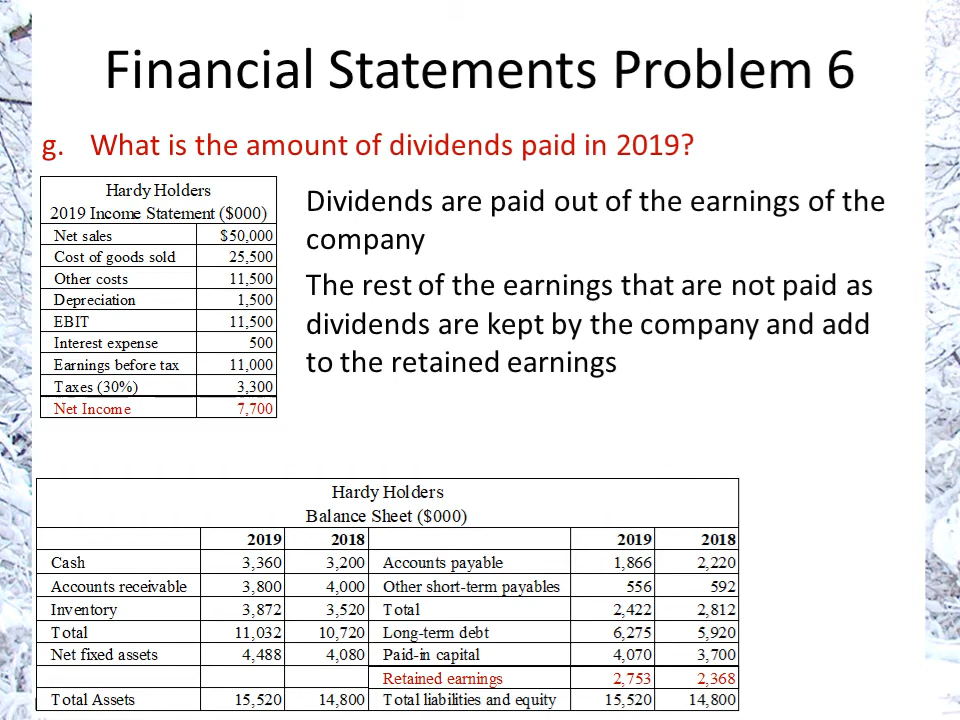 Financial Statements Problem 6
g. What is the amount of dividends paid in 2019?
Hardy Holders
2019 Income Statement ($000)
Net sales $50,000
Cost of goods sold 25,500
Other costs 11,500
Depreciation 1,500
EBIT 11,500
Interest expense 500
Earnings before tax 11,000
Taxes (30%) 3,300
Net Income 7,700
Dividends are paid out of the earnings of the
company
The rest of the earnings that are not paid as
dividends are kept by the company and add
to the retained earnings
Hardy Holders
Balance Sheet ($000)
2019 2018 2019 2018
Cash 3,360 3,200 Accounts payable 1,866 2,220
Accounts receivable 3,800 4,000 Other short-term payables 556 592
Inventory 3,872 3,520 Total 2,422 2,812
Total 11,032 10,720 Long-term debt 6,275 5,920
Net fixed assets 4,488 4,080 Paid-in capital 4,070 3,700
Retained earnings 2,753 2,368
Total Assets 15,520 14,800 Total liabilities and equity 15,520 14,800